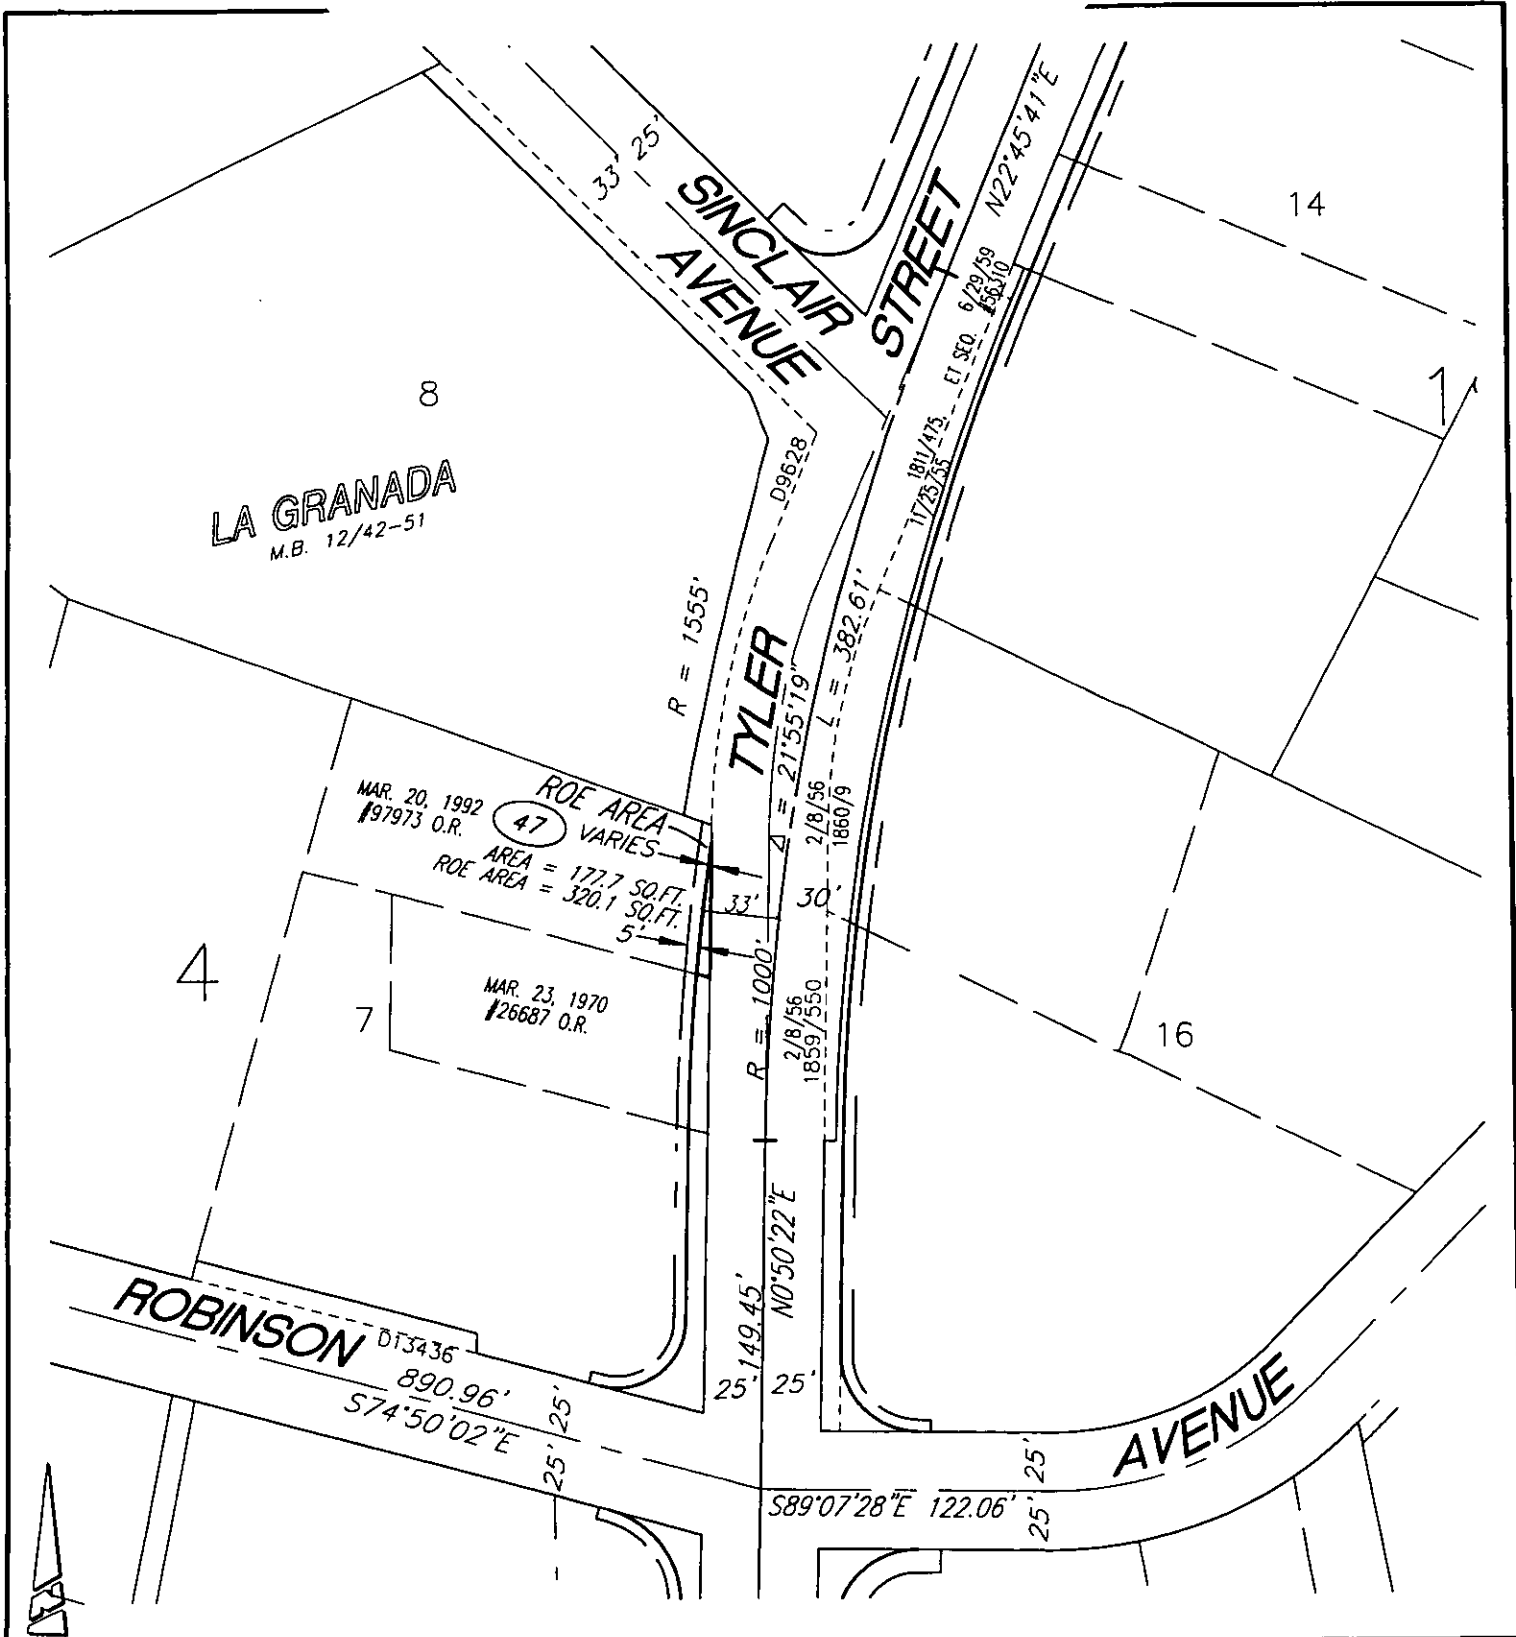 33' 25'
SINCLAIR
AVENUE
STREET
N22°45'41"E
14
6/29/59
#56310
ET SEQ.
1
8
1811/475
11/25/55
D9628
LA GRANADA
M.B. 12/42-51
R = 1555'
TYLER
L = 382.61'
Δ = 21°55'19"
MAR. 20, 1992
#97973 O.R.
47
ROE AREA
VARIES
AREA = 177.7 SQ.FT.
ROE AREA = 320.1 SQ.FT.
2/8/56
1860/9
33' 30'
5'
4
7
MAR. 23, 1970
#26687 O.R.
R = 1000'
2/8/56
1859/550
16
N0°50'22"E
149.45'
25' 25'
ROBINSON
D13436
890.96'
S74°50'02"E
25'
25'
S89°07'28"E 122.06'
25'
25'
AVENUE